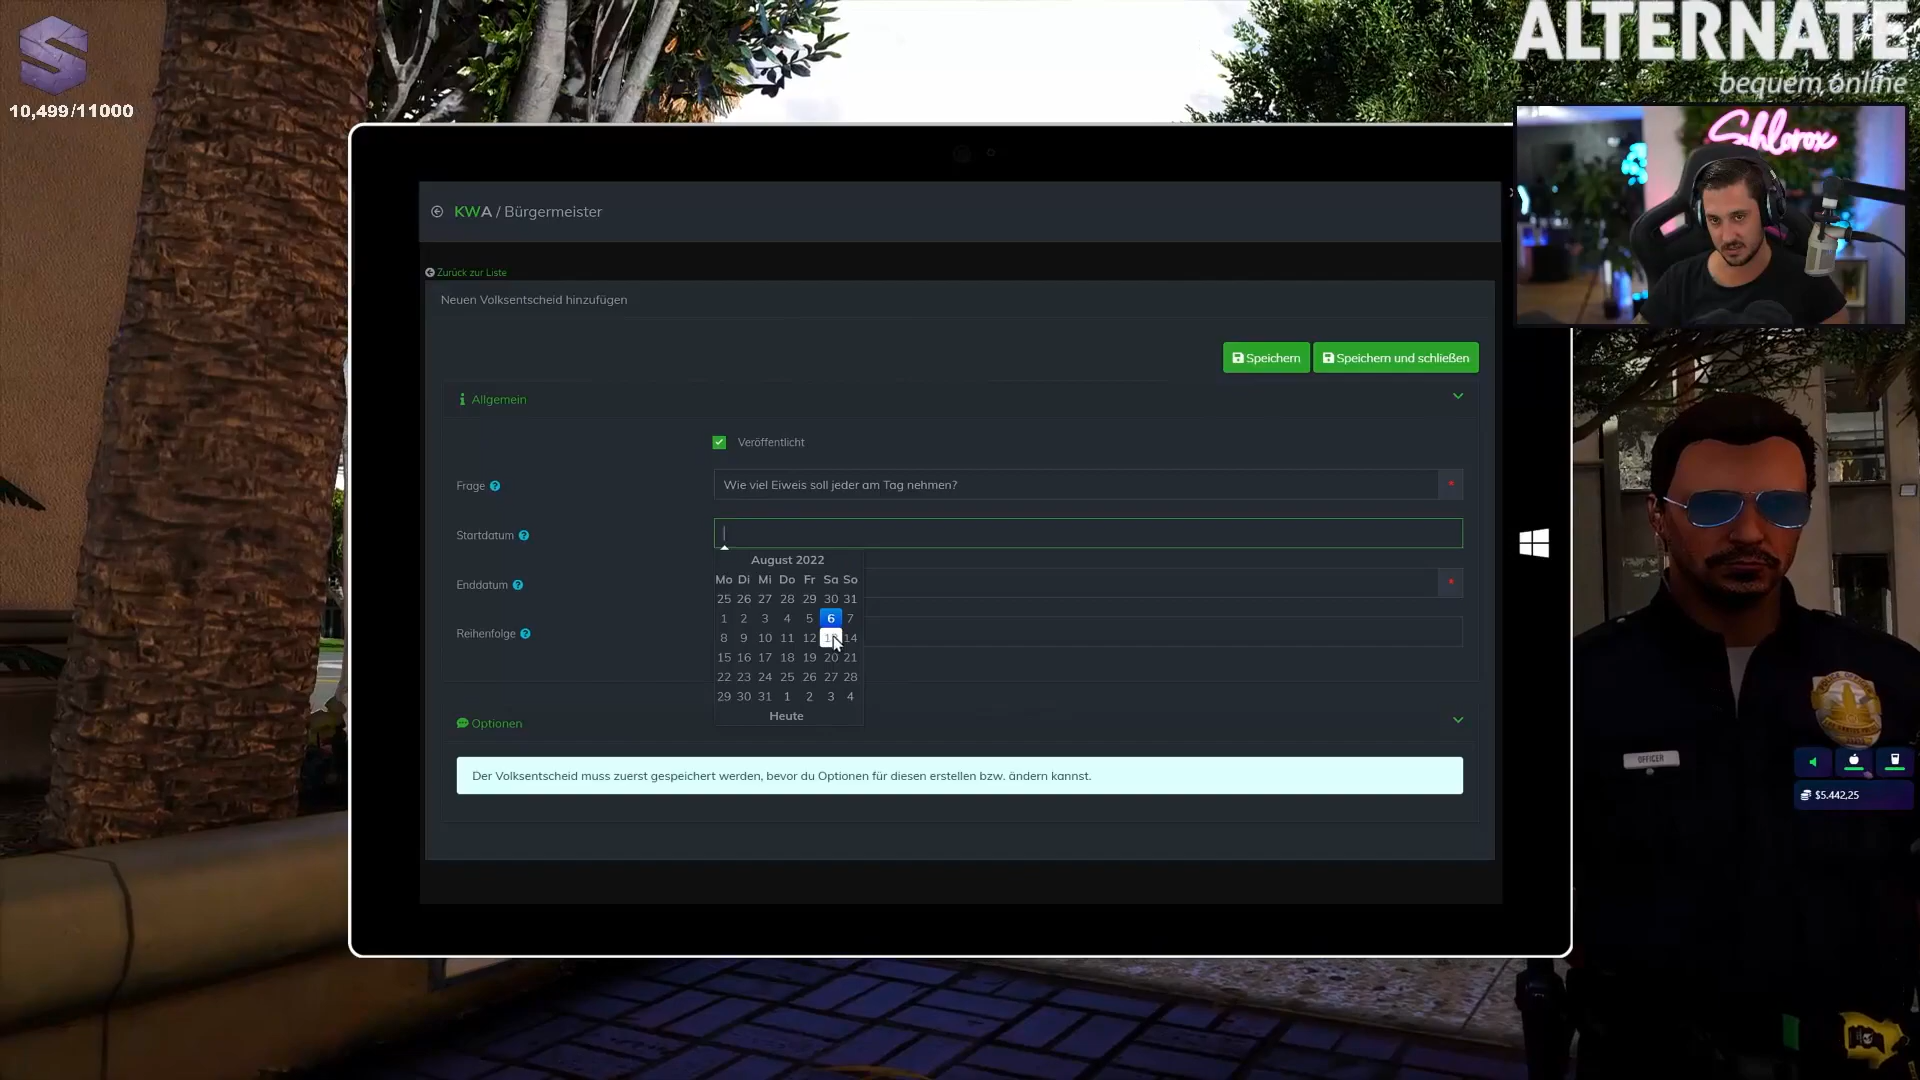 ALTERNATE
bequem online
10,499/11000
Schlorox
KWA / Bürgermeister
Zurück zur Liste
Neuen Volksentscheid hinzufügen
Speichern
Speichern und schließen
Allgemein
Veröffentlicht
Frage
Wie viel Eiweis soll jeder am Tag nehmen?
Startdatum
August 2022
Mo Di Mi Do Fr Sa So
25 26 27 28 29 30 31
1 2 3 4 5 6 7
8 9 10 11 12 13 14
15 16 17 18 19 20 21
22 23 24 25 26 27 28
29 30 31 1 2 3 4
Heute
Enddatum
Reihenfolge
Optionen
Der Volksentscheid muss zuerst gespeichert werden, bevor du Optionen für diesen erstellen bzw. ändern kannst.
OFFICER
$5.442,25